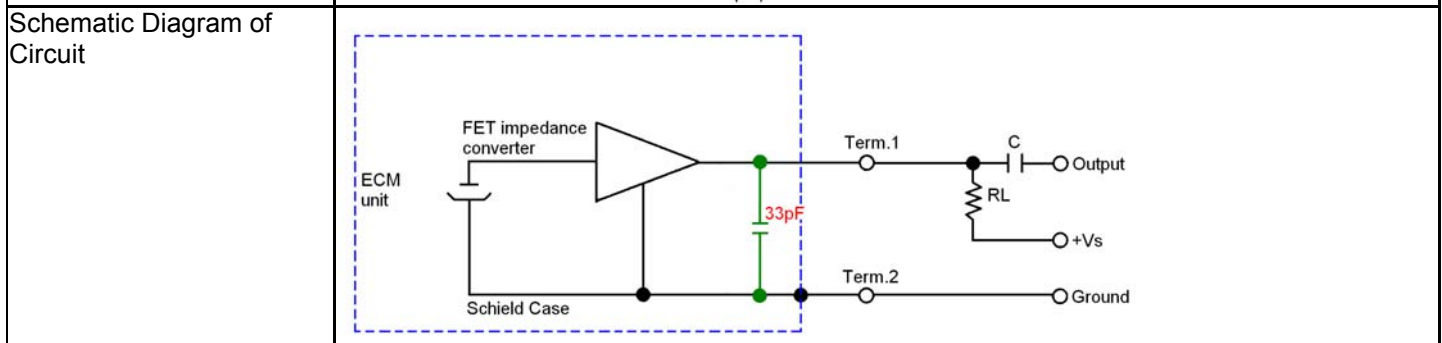 Schematic Diagram of
Circuit
FET impedance
converter
ECM
unit
33pF
Schield Case
Term.1
C
Output
RL
+Vs
Term.2
Ground